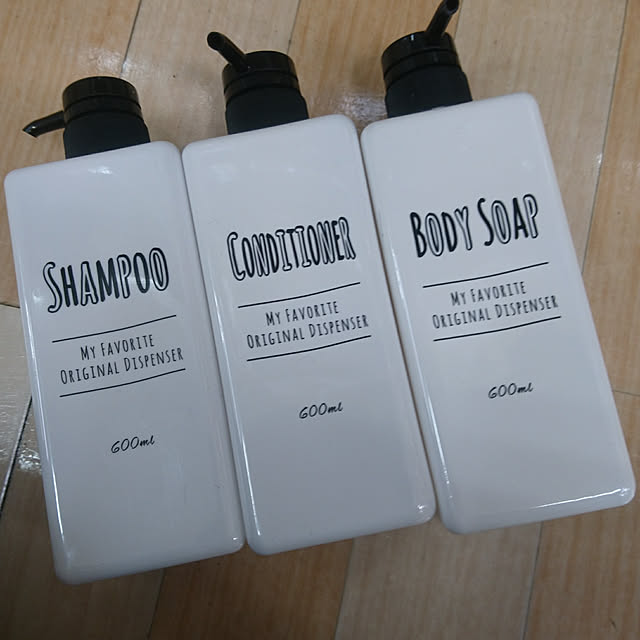 SHAMPOO
MY FAVORITE
ORIGINAL DISPENSER
600ml
CONDITIONER
MY FAVORITE
ORIGINAL DISPENSER
600ml
BODY SOAP
MY FAVORITE
ORIGINAL DISPENSER
600ml